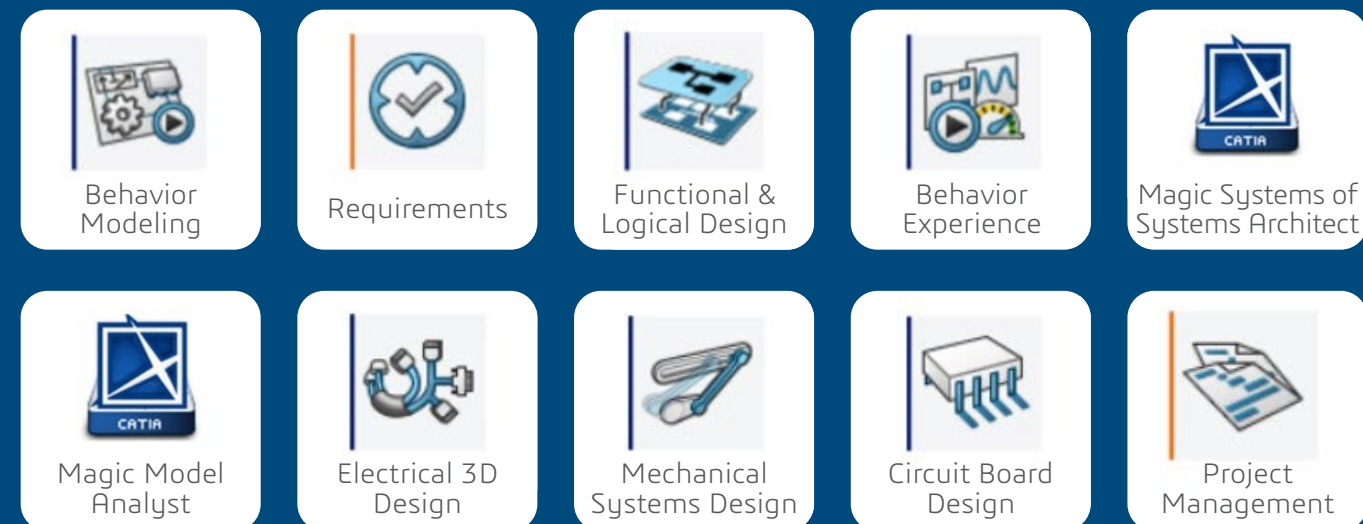 CATIA
Behavior
Modeling
Requirements
Functional &
Logical Design
Behavior
Experience
Magic Systems of
Systems Architect
CATIA
Magic Model
Analyst
Electrical 3D
Design
Mechanical
Systems Design
Circuit Board
Design
Project
Management